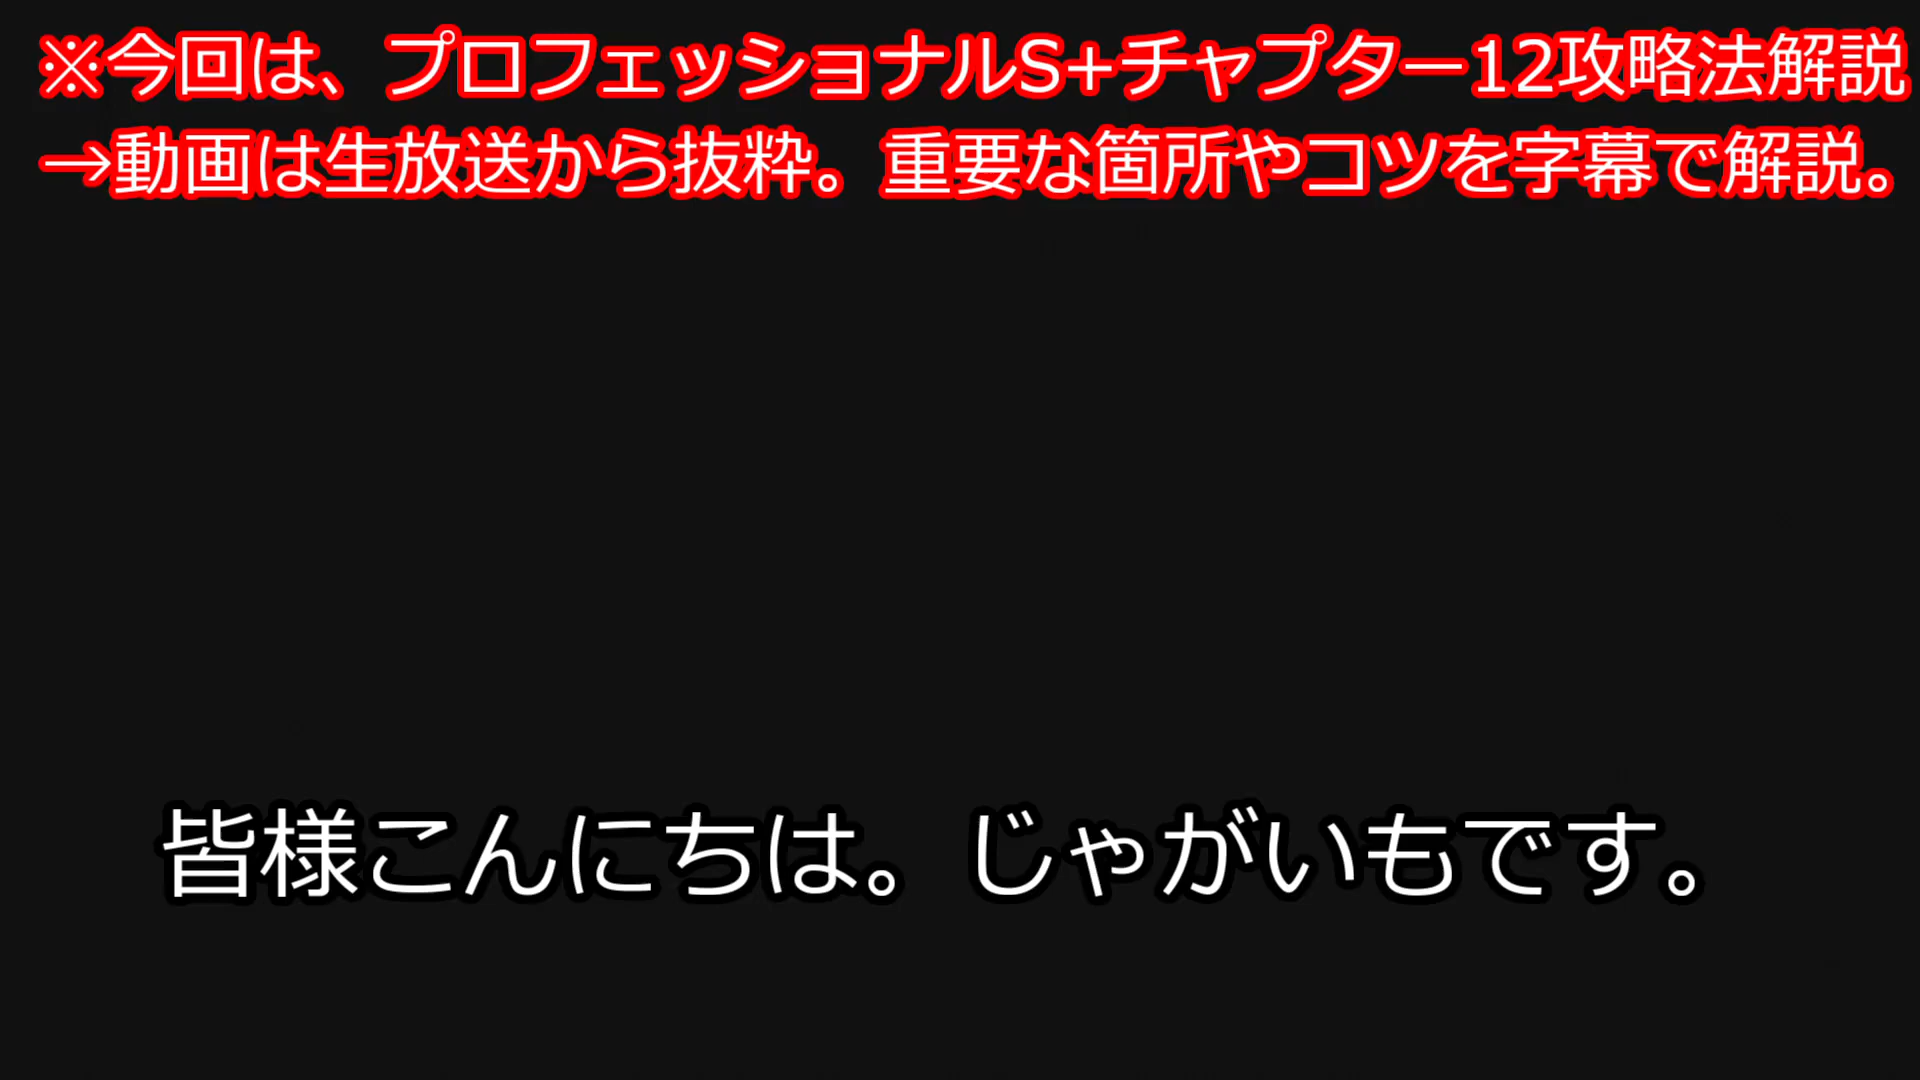 ※今回は、プロフェッショナルS+チャプター12攻略法解説
→動画は生放送から抜粋。重要な箇所やコツを字幕で解説。
皆様こんにちは。じゃがいもです。